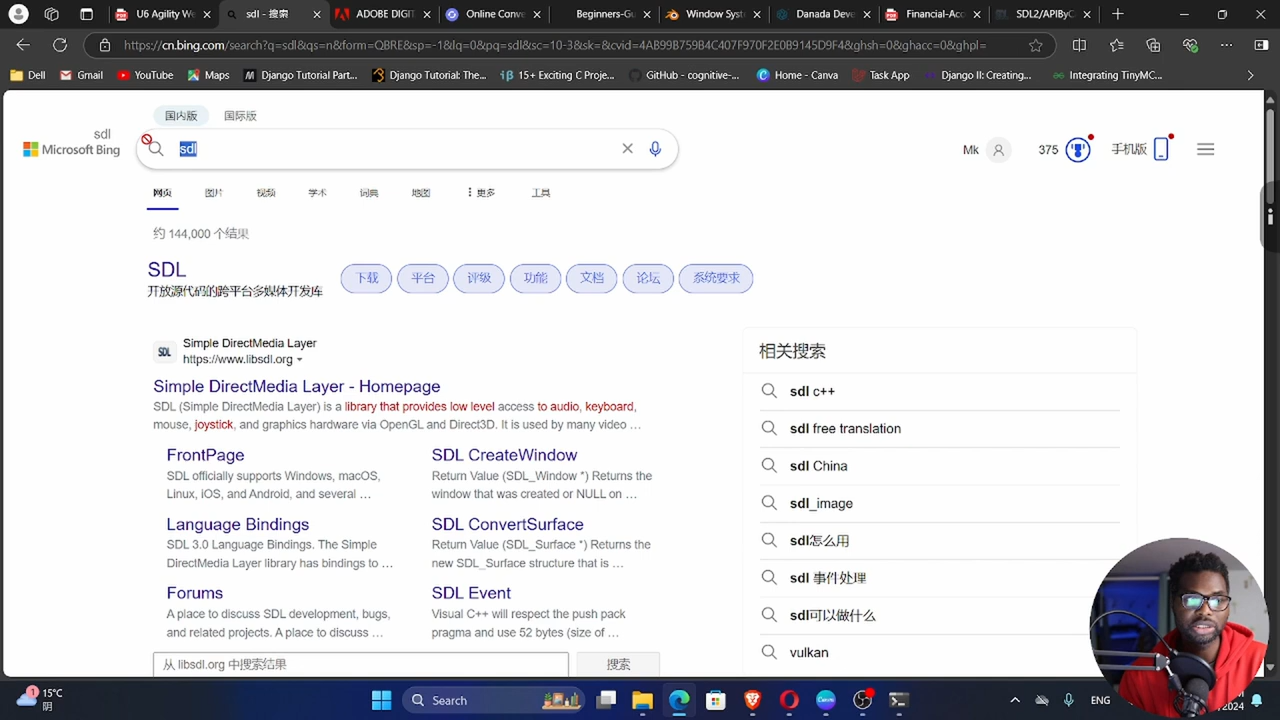 U6 Agility W
sdl - 搜索
ADOBE DIGIT
Online Conve
Beginners-Gu
Window Syst
Danata Deve
Financial-Acc
SDL2/APIByC
https://cn.bing.com/search?q=sdl&qs=n&form=QBRE&sp=-1&lq=0&pq=sdl&sc=10-3&sk=&cvid=4AB99B759B4C407F970F2E0B9145D9F4&ghsh=0&ghacc=0&ghpl=
Dell
Gmail
YouTube
Maps
Django Tutorial Part...
Django Tutorial: The...
15+ Existing C Proje...
GitHub - cognitive-...
Home - Canva
Task App
Django II: Creating...
Integrating TinyMC...
国内版
国际版
sdl
Microsoft Bing
sdl
Mk
375
手机版
网页
图片
视频
学术
词典
地图
更多
工具
约 144,000 个结果
SDL
开放源代码的跨平台多媒体开发库
下载
平台
评级
功能
文档
论坛
系统要求
SDL
Simple DirectMedia Layer
https://www.libsdl.org
Simple DirectMedia Layer - Homepage
SDL (Simple DirectMedia Layer) is a library that provides low level access to audio, keyboard,
mouse, joystick, and graphics hardware via OpenGL and Direct3D. It is used by many video ...
FrontPage
SDL officially supports Windows, macOS,
Linux, iOS, and Android, and several ...
SDL CreateWindow
Return Value (SDL_Window *) Returns the
window that was created or NULL on ...
Language Bindings
SDL 3.0 Language Bindings. The Simple
DirectMedia Layer library has bindings to ...
SDL ConvertSurface
Return Value (SDL_Surface *) Returns the
new SDL_Surface structure that is ...
Forums
A place to discuss SDL development, bugs,
and related projects. A place to discuss ...
SDL Event
Visual C++ will respect the push pack
pragma and use 52 bytes (size of ...
从 libsdl.org 中搜索结果
搜索
相关搜索
sdl c++
sdl free translation
sdl China
sdl_image
sdl怎么用
sdl 事件处理
sdl可以做什么
vulkan
1
15°C
阴
Search
ENG
2024